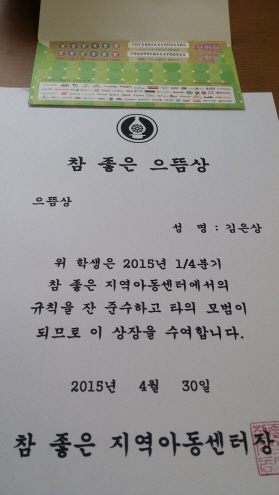 참 좋은 으뜸상
으뜸상
성 명 : 김은상
위 학생은 2015년 1/4분기
참 좋은 지역아동센터에서의
규칙을 잔 준수하고 타의 모범이
되므로 이 상장을 수여합니다.
2015년 4월 30일
참 좋은 지역아동센터장